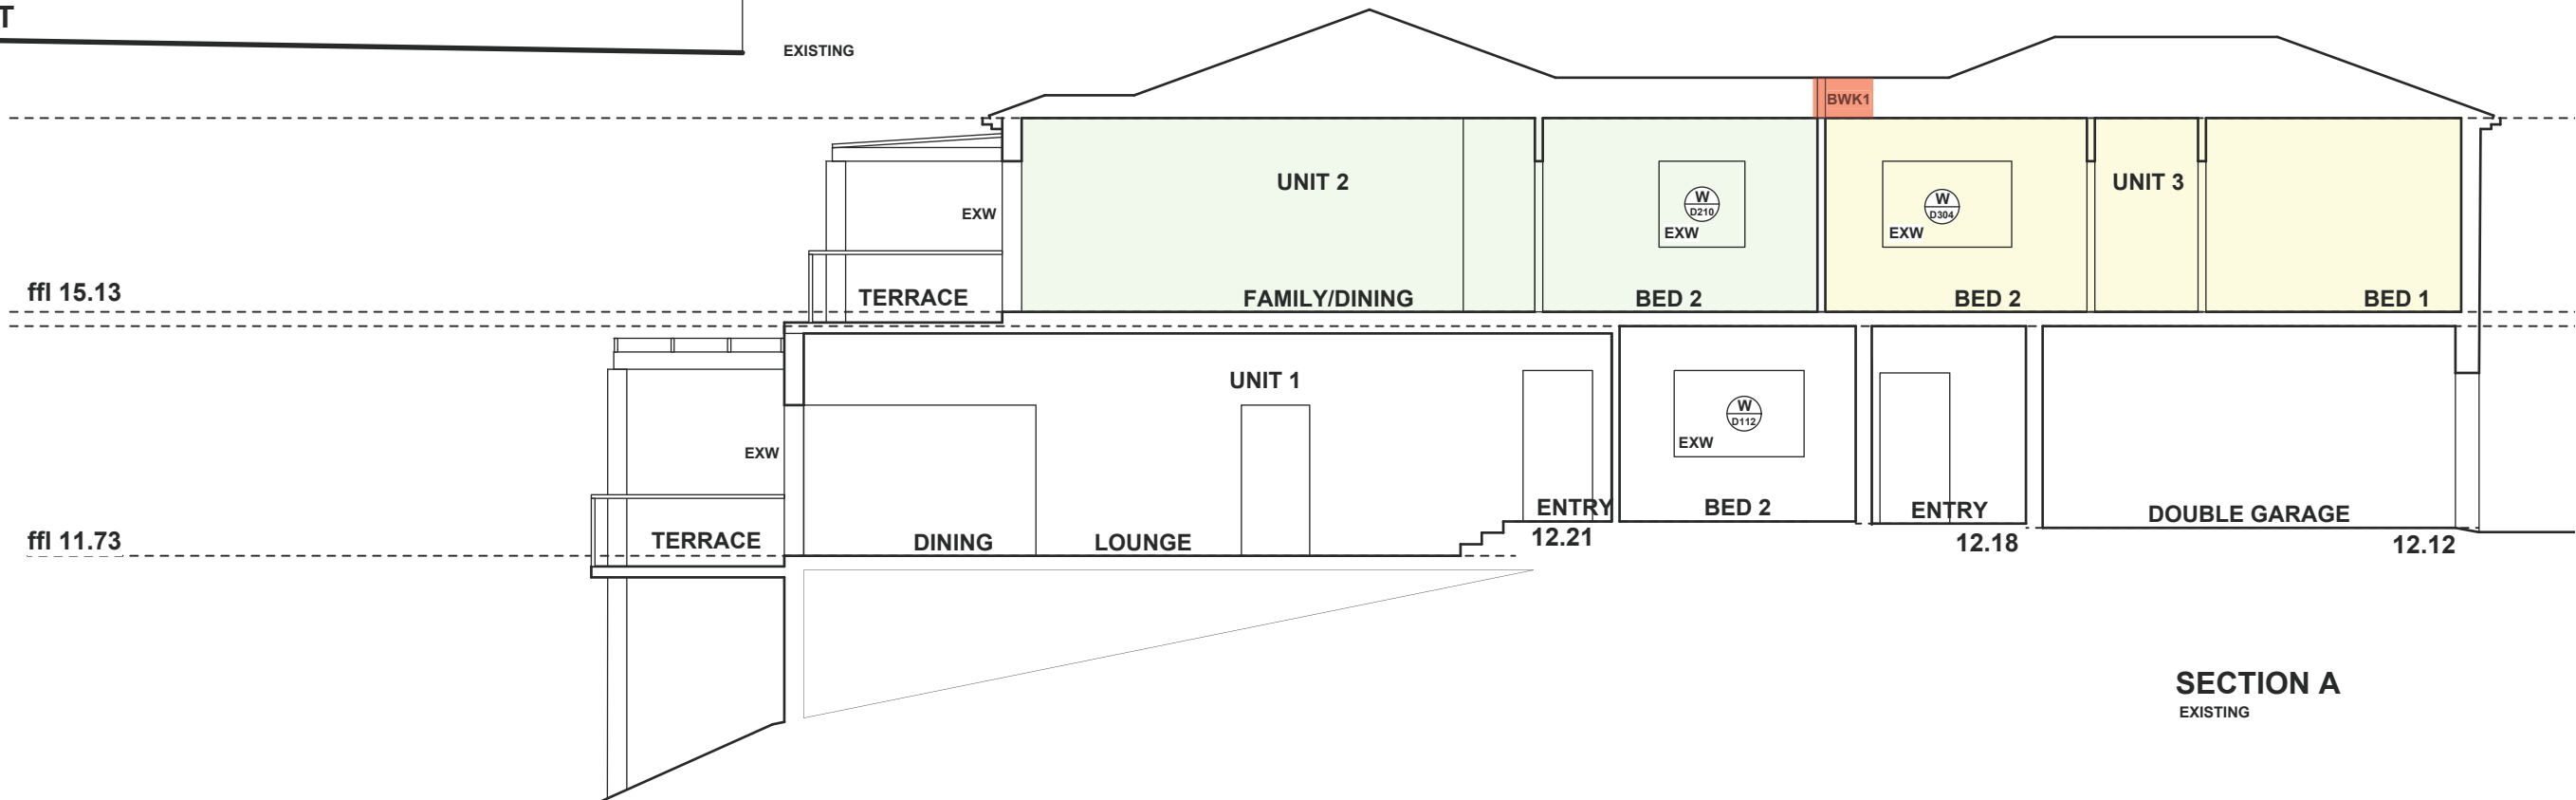 T
EXISTING
BWK1
UNIT 2
UNIT 3
W
D210
EXW
W
D304
EXW
EXW
ffl 15.13
TERRACE
FAMILY/DINING
BED 2
BED 2
BED 1
UNIT 1
W
D112
EXW
EXW
ENTRY
BED 2
ENTRY
DOUBLE GARAGE
ffl 11.73
TERRACE
DINING
LOUNGE
12.21
12.18
12.12
SECTION A
EXISTING